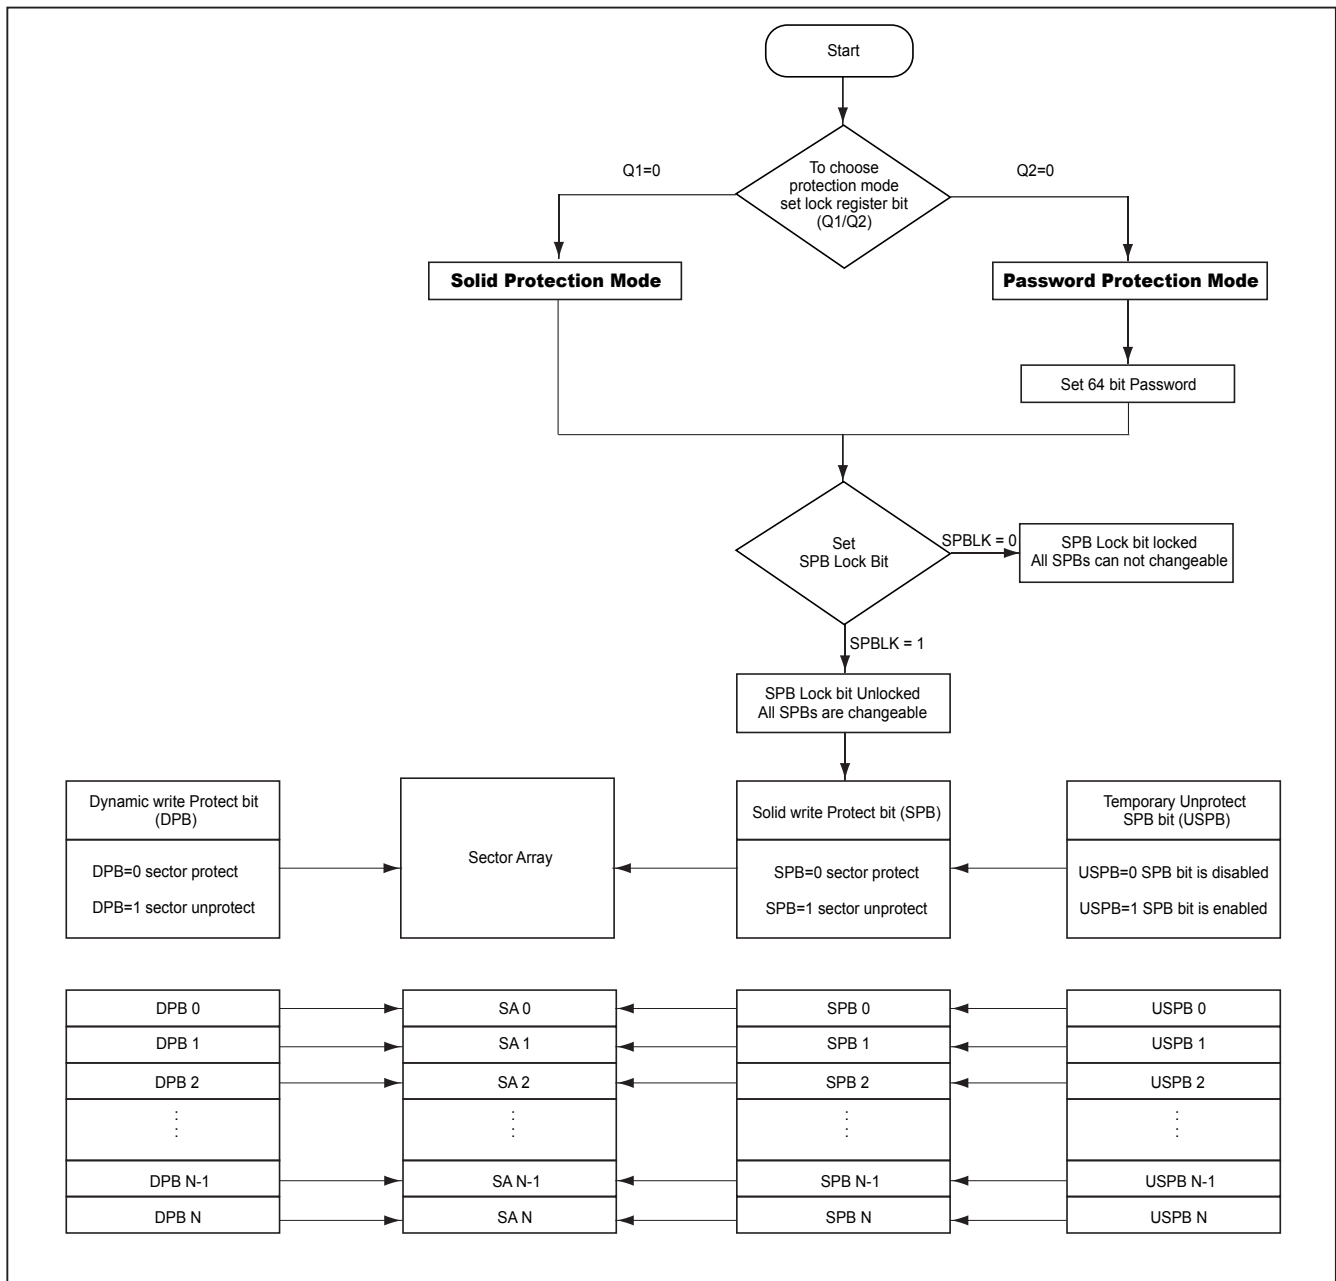 Start
To choose
protection mode
set lock register bit
(Q1/Q2)
Q1=0
Q2=0
Solid Protection Mode
Password Protection Mode
Set 64 bit Password
Set
SPB Lock Bit
SPBLK = 0
SPB Lock bit locked
All SPBs can not changeable
SPBLK = 1
SPB Lock bit Unlocked
All SPBs are changeable
Dynamic write Protect bit
(DPB)
DPB=0 sector protect
DPB=1 sector unprotect
Sector Array
Solid write Protect bit (SPB)
SPB=0 sector protect
SPB=1 sector unprotect
Temporary Unprotect
SPB bit (USPB)
USPB=0 SPB bit is disabled
USPB=1 SPB bit is enabled
DPB 0 SA 0 SPB 0 USPB 0
DPB 1 SA 1 SPB 1 USPB 1
DPB 2 SA 2 SPB 2 USPB 2
DPB N-1 SA N-1 SPB N-1 USPB N-1
DPB N SA N SPB N USPB N